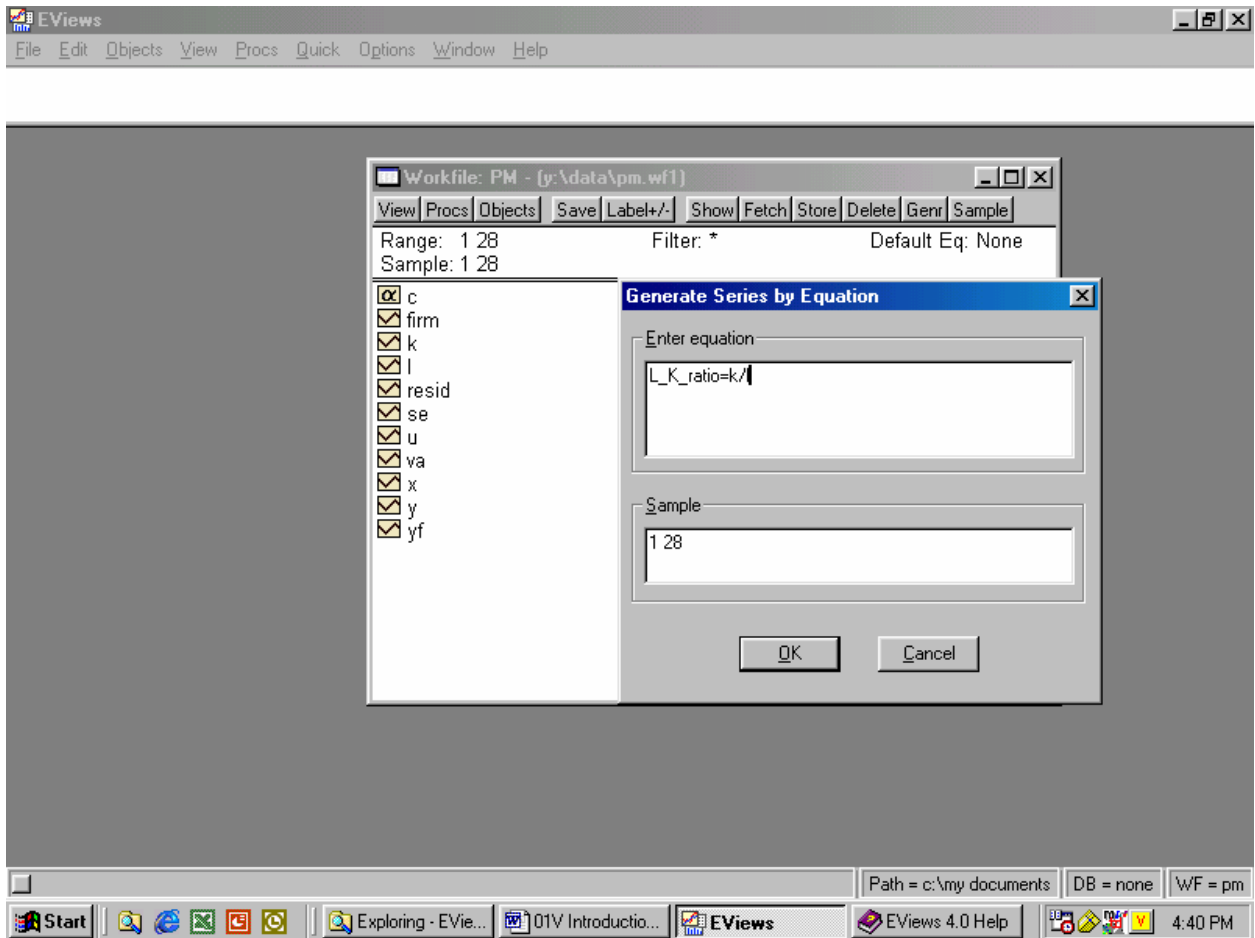 EViews
File Edit Objects View Procs Quick Options Window Help
Workfile: PM - (y:\data\pm.wf1)
View Procs Objects Save Label+/- Show Fetch Store Delete Genr Sample
Range: 1 28 Filter: * Default Eq: None
Sample: 1 28
c
firm
k
l
resid
se
u
va
x
y
yf
Generate Series by Equation
Enter equation
L_K_ratio=k/l
Sample
1 28
OK Cancel
Path = c:\my documents DB = none WF = pm
Start Exploring - EVie... 01V Introductio... EViews EViews 4.0 Help 4:40 PM